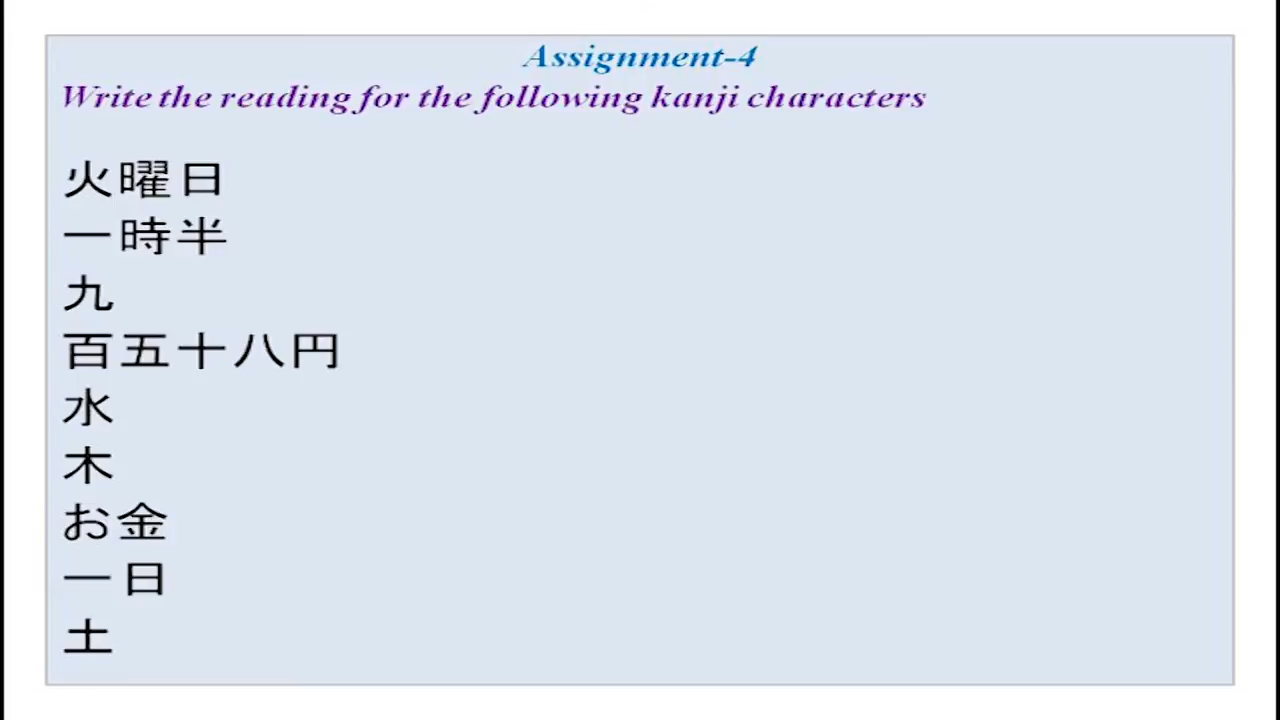 Assignment-4
Write the reading for the following kanji characters
火曜日
一時半
九
百五十八円
水
木
お金
一日
土